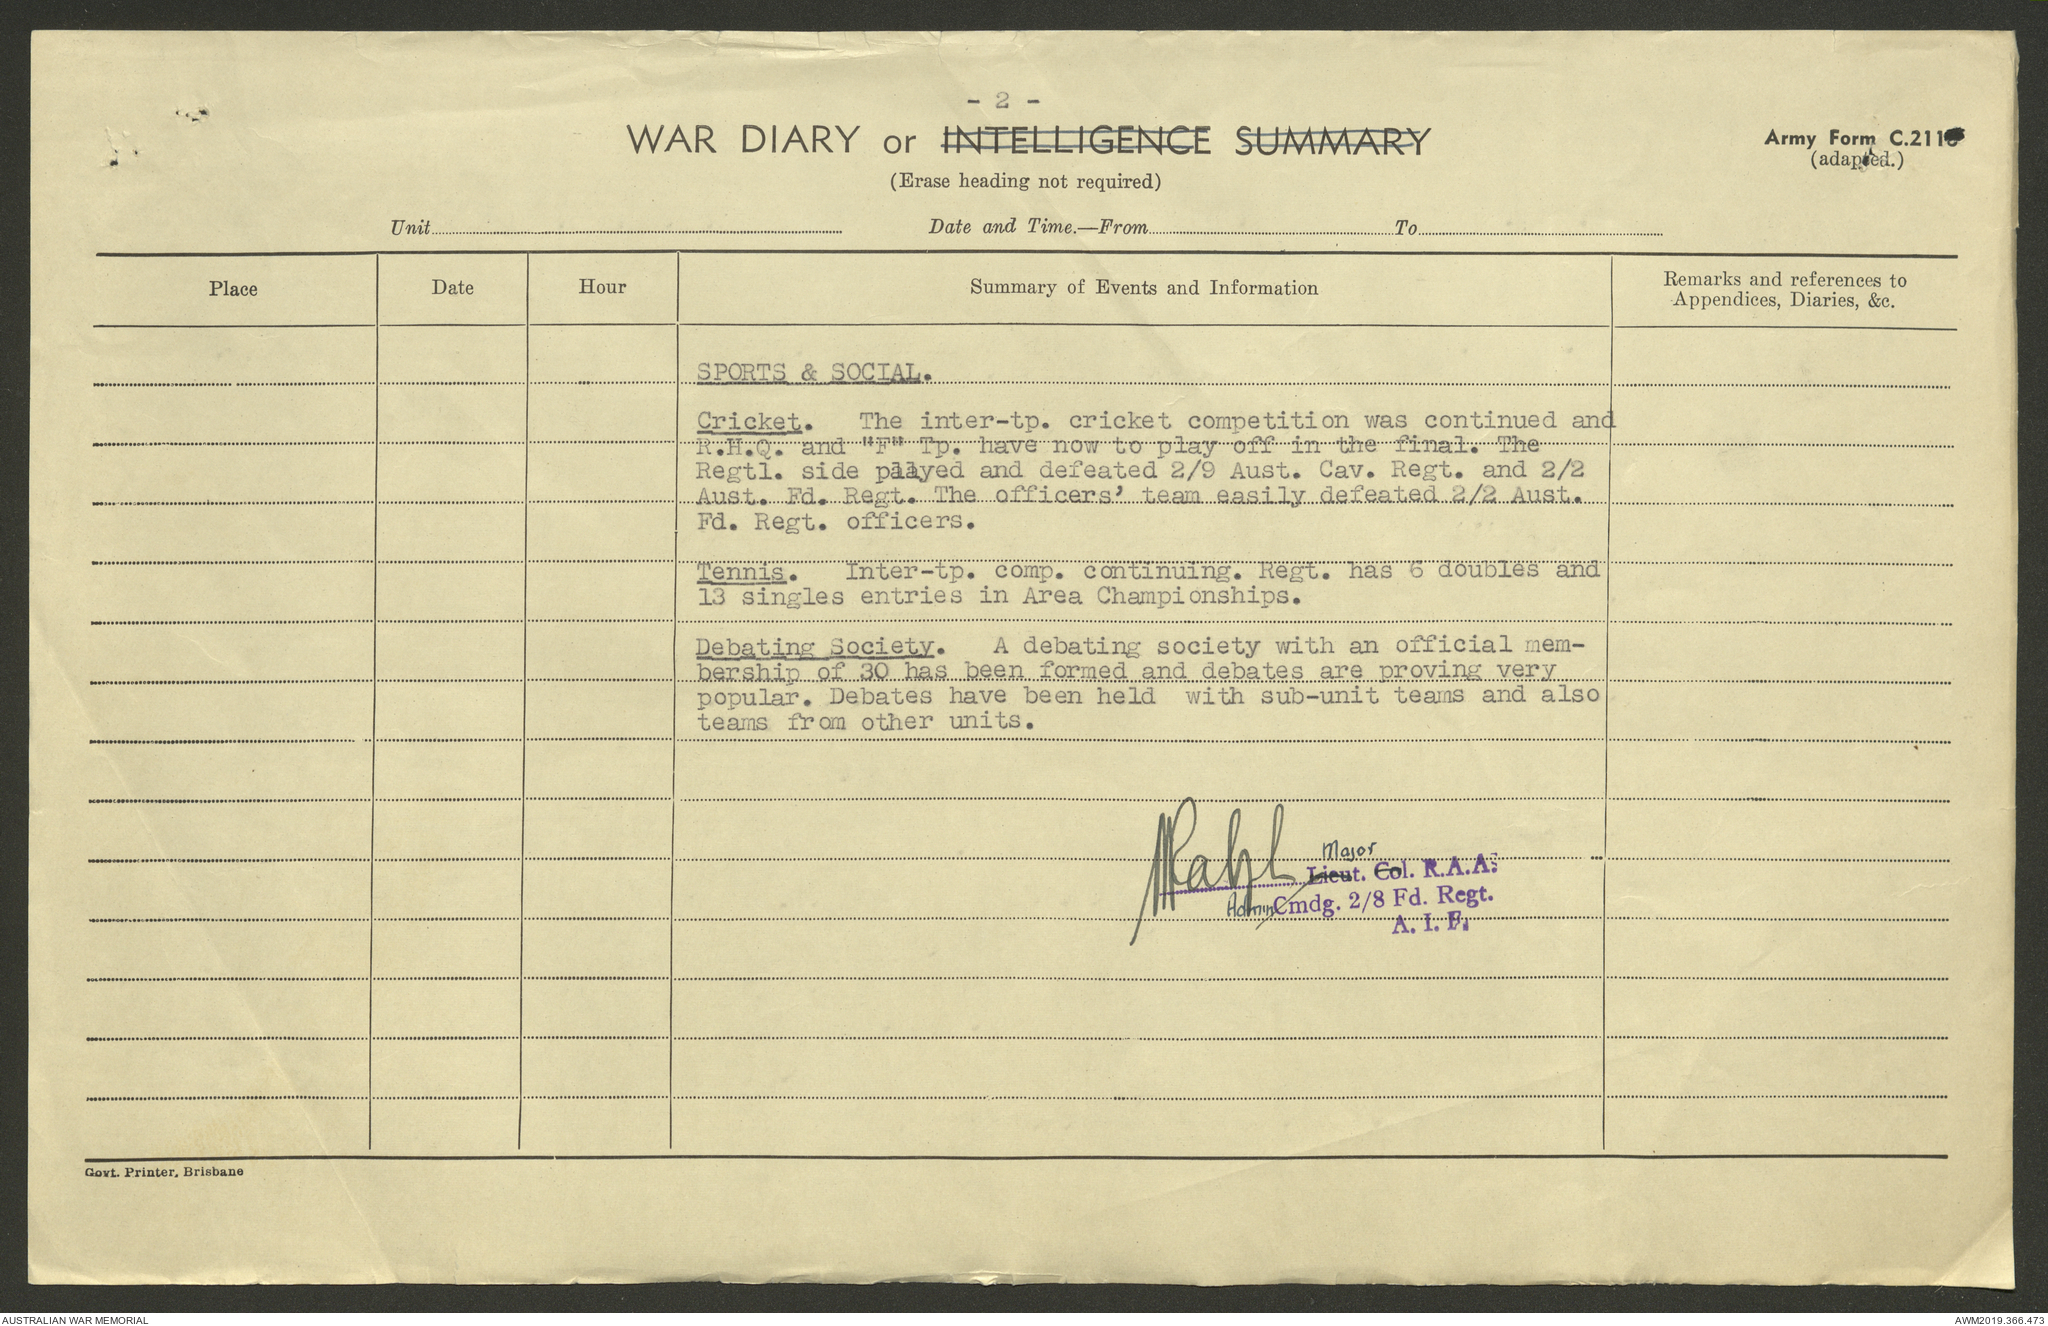 - 2 -
WAR DIARY or INTELLIGENCE SUMMARY
Army Form C.211
(Erase heading not required)
(adapted.)
Unit Date and Time.—From To
Place Date Hour Summary of Events and Information Remarks and references to
Appendices, Diaries, &c.
SPORTS & SOCIAL.
Cricket. The inter-tp. cricket competition was continued and
R.H.Q. and "F" Tp. have now to play off in the final. The
Regtl. side played and defeated 2/9 Aust. Cav. Regt. and 2/2
Aust. Fd. Regt. The officers' team easily defeated 2/2 Aust.
Fd. Regt. officers.
Tennis. Inter-tp. comp. continuing. Regt. has 6 doubles and
13 singles entries in Area Championships.
Debating Society. A debating society with an official mem-
bership of 30 has been formed and debates are proving very
popular. Debates have been held with sub-unit teams and also
teams from other units.
Major
Lieut. Col. R.A.A.
Admin Cmdg. 2/8 Fd. Regt.
A. I. F.
Govt. Printer, Brisbane
AUSTRALIAN WAR MEMORIAL
AWM2019.366.473